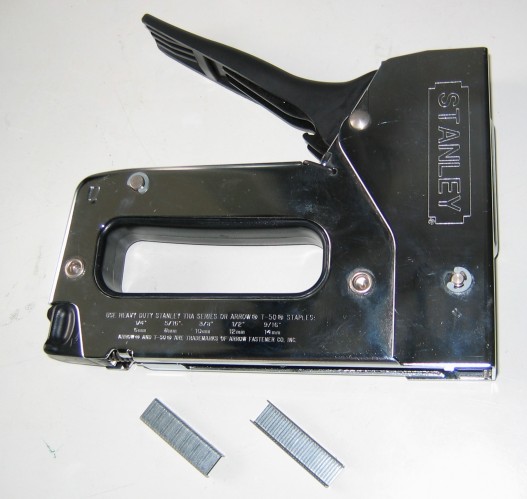 STANLEY®
USE HEAVY DUTY STANLEY TRA SERIES OR ARROW® T-50® STAPLES:
1/4" 5/16" 3/8" 1/2" 9/16"
6mm 8mm 10mm 12mm 14mm
ARROW® AND T-50® ARE TRADEMARKS OF ARROW FASTENER CO, INC.